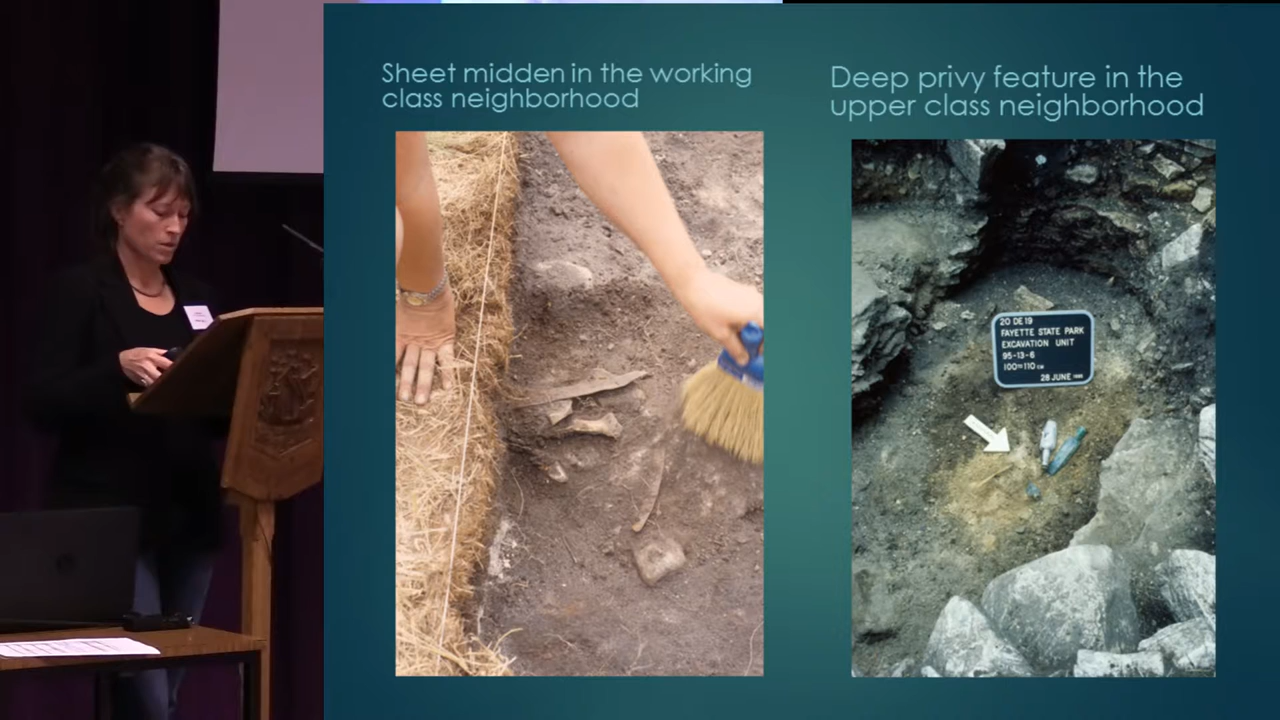 Sheet midden in the working
class neighborhood
Deep privy feature in the
upper class neighborhood
20 DE 19
FAYETTE STATE PARK
EXCAVATION UNIT
95-13-6
100 TO 110 CM
28 JUNE